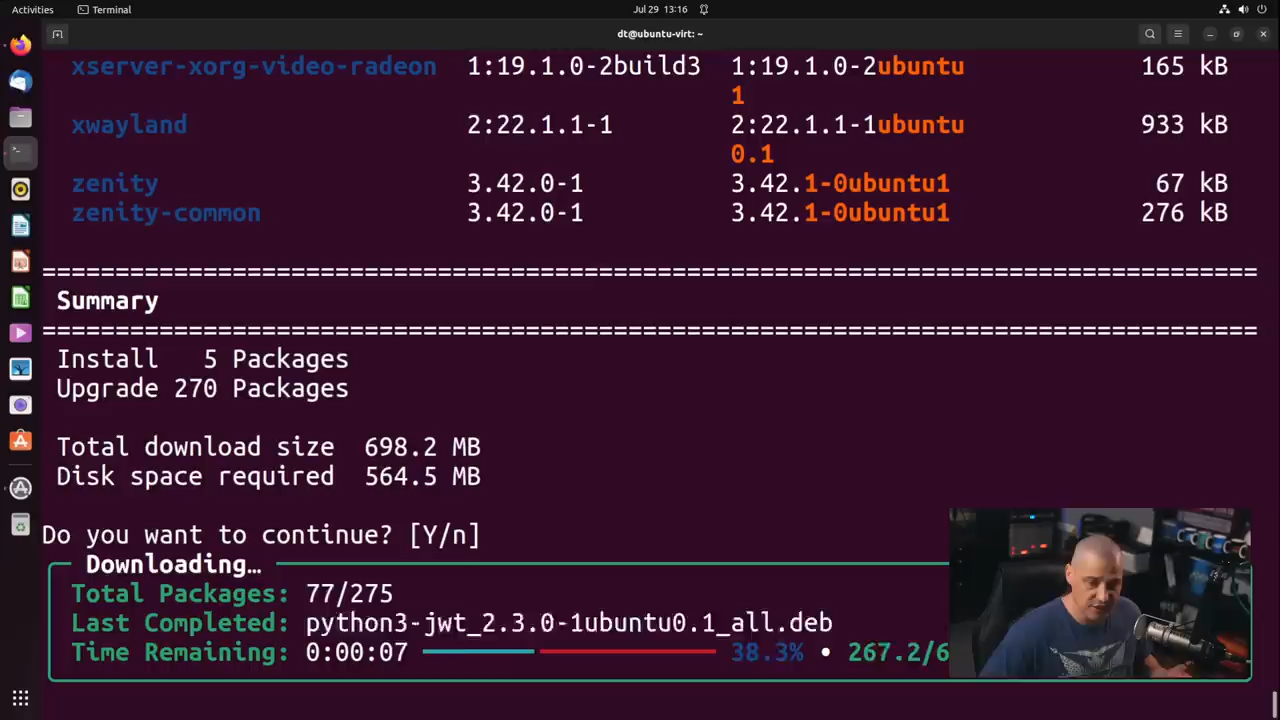 Activities Terminal Jul 29 13:16
dt@ubuntu-virt: ~
xserver-xorg-video-radeon 1:19.1.0-2build3 1:19.1.0-2ubuntu 165 kB
1
xwayland 2:22.1.1-1 2:22.1.1-1ubuntu 933 kB
0.1
zenity 3.42.0-1 3.42.1-0ubuntu1 67 kB
zenity-common 3.42.0-1 3.42.1-0ubuntu1 276 kB
================================================================================
Summary
================================================================================
Install 5 Packages
Upgrade 270 Packages
Total download size 698.2 MB
Disk space required 564.5 MB
Do you want to continue? [Y/n]
Downloading…
Total Packages: 77/275
Last Completed: python3-jwt_2.3.0-1ubuntu0.1_all.deb
Time Remaining: 0:00:07 38.3% • 267.2/6